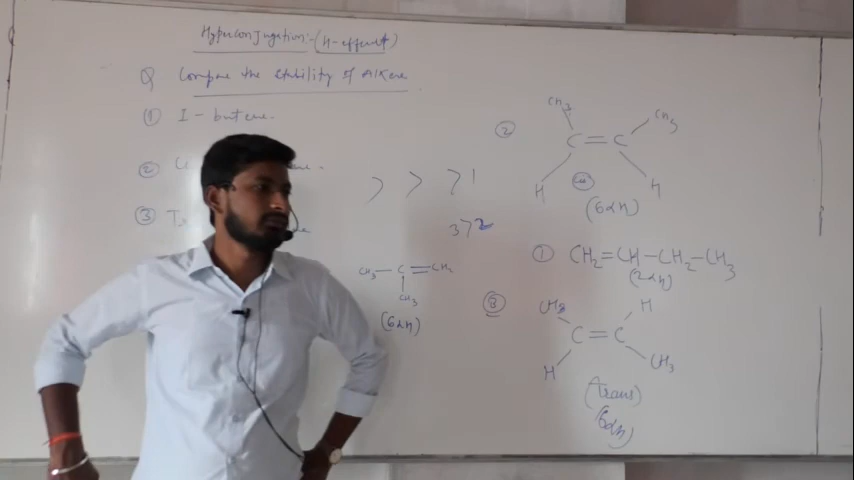 Hyperconjugation:-(H-effect)
Q Compare the stability of Alkene
① 1-butene.
②
③
> > > 1
3>2
CH3-C=CH2
CH3
(6αH)
② CH3 CH3
C=C
H cis H
(6αH)
① CH2=CH-CH2-CH3
(2αH)
③ CH3 H
C=C
H CH3
(Trans)
(6αH)